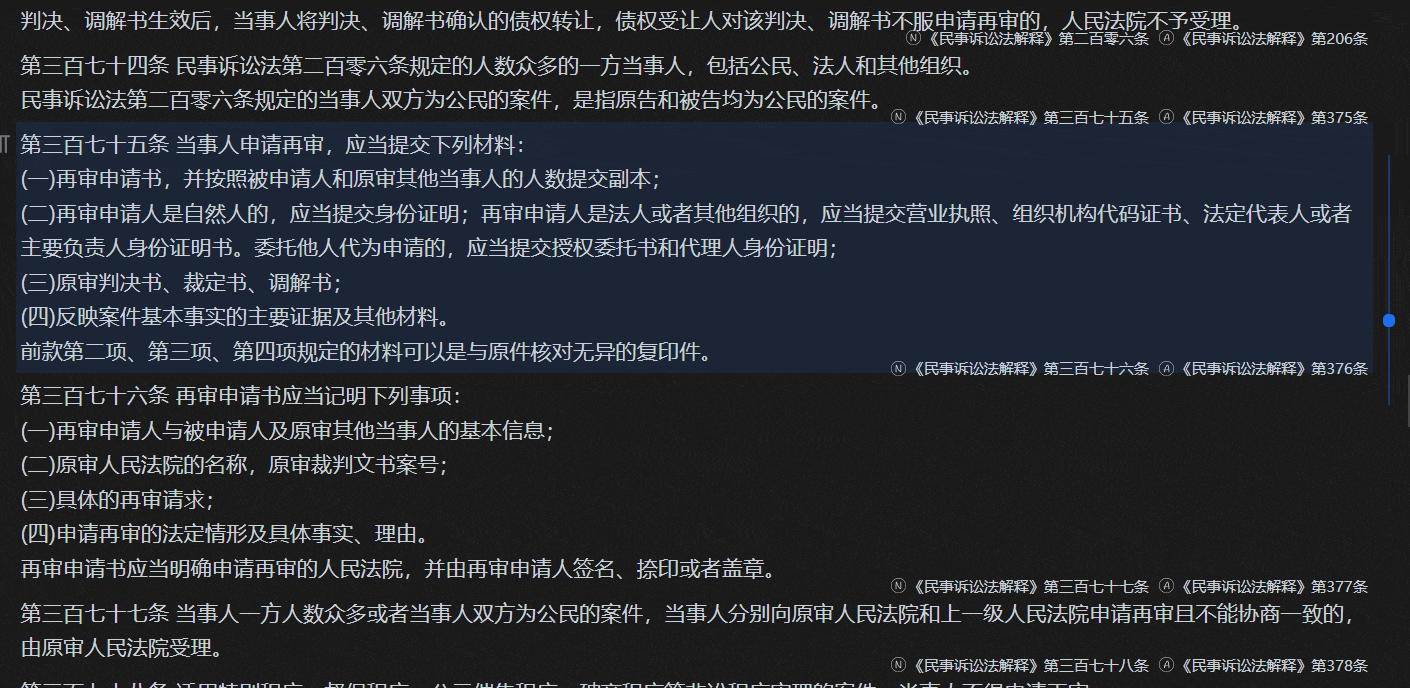 判决、调解书生效后，当事人将判决、调解书确认的债权转让，债权受让人对该判决、调解书不服申请再审的，人民法院不予受理。
Ⓝ《民事诉讼法解释》第二百零六条 Ⓐ《民事诉讼法解释》第206条
第三百七十四条 民事诉讼法第二百零六条规定的人数众多的一方当事人，包括公民、法人和其他组织。
民事诉讼法第二百零六条规定的当事人双方为公民的案件，是指原告和被告均为公民的案件。
Ⓝ《民事诉讼法解释》第三百七十五条 Ⓐ《民事诉讼法解释》第375条
第三百七十五条 当事人申请再审，应当提交下列材料：
(一)再审申请书，并按照被申请人和原审其他当事人的人数提交副本；
(二)再审申请人是自然人的，应当提交身份证明；再审申请人是法人或者其他组织的，应当提交营业执照、组织机构代码证书、法定代表人或者
主要负责人身份证明书。委托他人代为申请的，应当提交授权委托书和代理人身份证明；
(三)原审判决书、裁定书、调解书；
(四)反映案件基本事实的主要证据及其他材料。
前款第二项、第三项、第四项规定的材料可以是与原件核对无异的复印件。
Ⓝ《民事诉讼法解释》第三百七十六条 Ⓐ《民事诉讼法解释》第376条
第三百七十六条 再审申请书应当记明下列事项：
(一)再审申请人与被申请人及原审其他当事人的基本信息；
(二)原审人民法院的名称，原审裁判文书案号；
(三)具体的再审请求；
(四)申请再审的法定情形及具体事实、理由。
再审申请书应当明确申请再审的人民法院，并由再审申请人签名、捺印或者盖章。
Ⓝ《民事诉讼法解释》第三百七十七条 Ⓐ《民事诉讼法解释》第377条
第三百七十七条 当事人一方人数众多或者当事人双方为公民的案件，当事人分别向原审人民法院和上一级人民法院申请再审且不能协商一致的，
由原审人民法院受理。
Ⓝ《民事诉讼法解释》第三百七十八条 Ⓐ《民事诉讼法解释》第378条